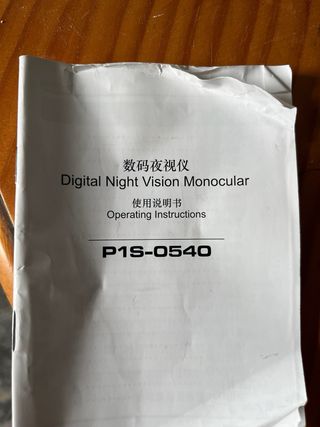 数码夜视仪
Digital Night Vision Monocular
使用说明书
Operating Instructions
P1S-0540